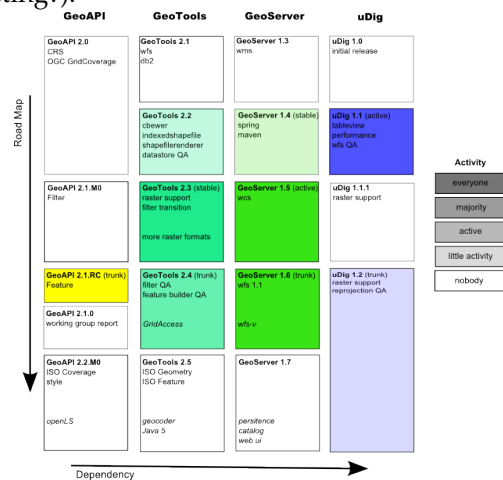 ting?).
GeoAPI GeoTools GeoServer uDig
GeoAPI 2.0
CRS
OGC GridCoverage
GeoTools 2.1
wfs
db2
GeoServer 1.3
wms
uDig 1.0
initial release
GeoTools 2.2
cbewer
indexedshapefile
shapefilerenderer
datastore QA
GeoServer 1.4 (stable)
spring
maven
uDig 1.1 (active)
tableview
performance
wfs QA
GeoAPI 2.1.M0
Filter
GeoTools 2.3 (stable)
raster support
filter transition
more raster formats
GeoServer 1.5 (active)
wcs
uDig 1.1.1
raster support
GeoAPI 2.1.RC (trunk)
Feature
GeoAPI 2.1.0
working group report
GeoTools 2.4 (trunk)
filter QA
feature builder QA
GridAccess
GeoServer 1.6 (trunk)
wfs 1.1
wfs-v
uDig 1.2 (trunk)
raster support
reprojection QA
GeoAPI 2.2.M0
ISO Coverage
style
openLS
GeoTools 2.5
ISO Geometry
ISO Feature
geocoder
Java 5
GeoServer 1.7
persitence
catalog
web ui
Road Map
Dependency
Activity
everyone
majority
active
little activity
nobody